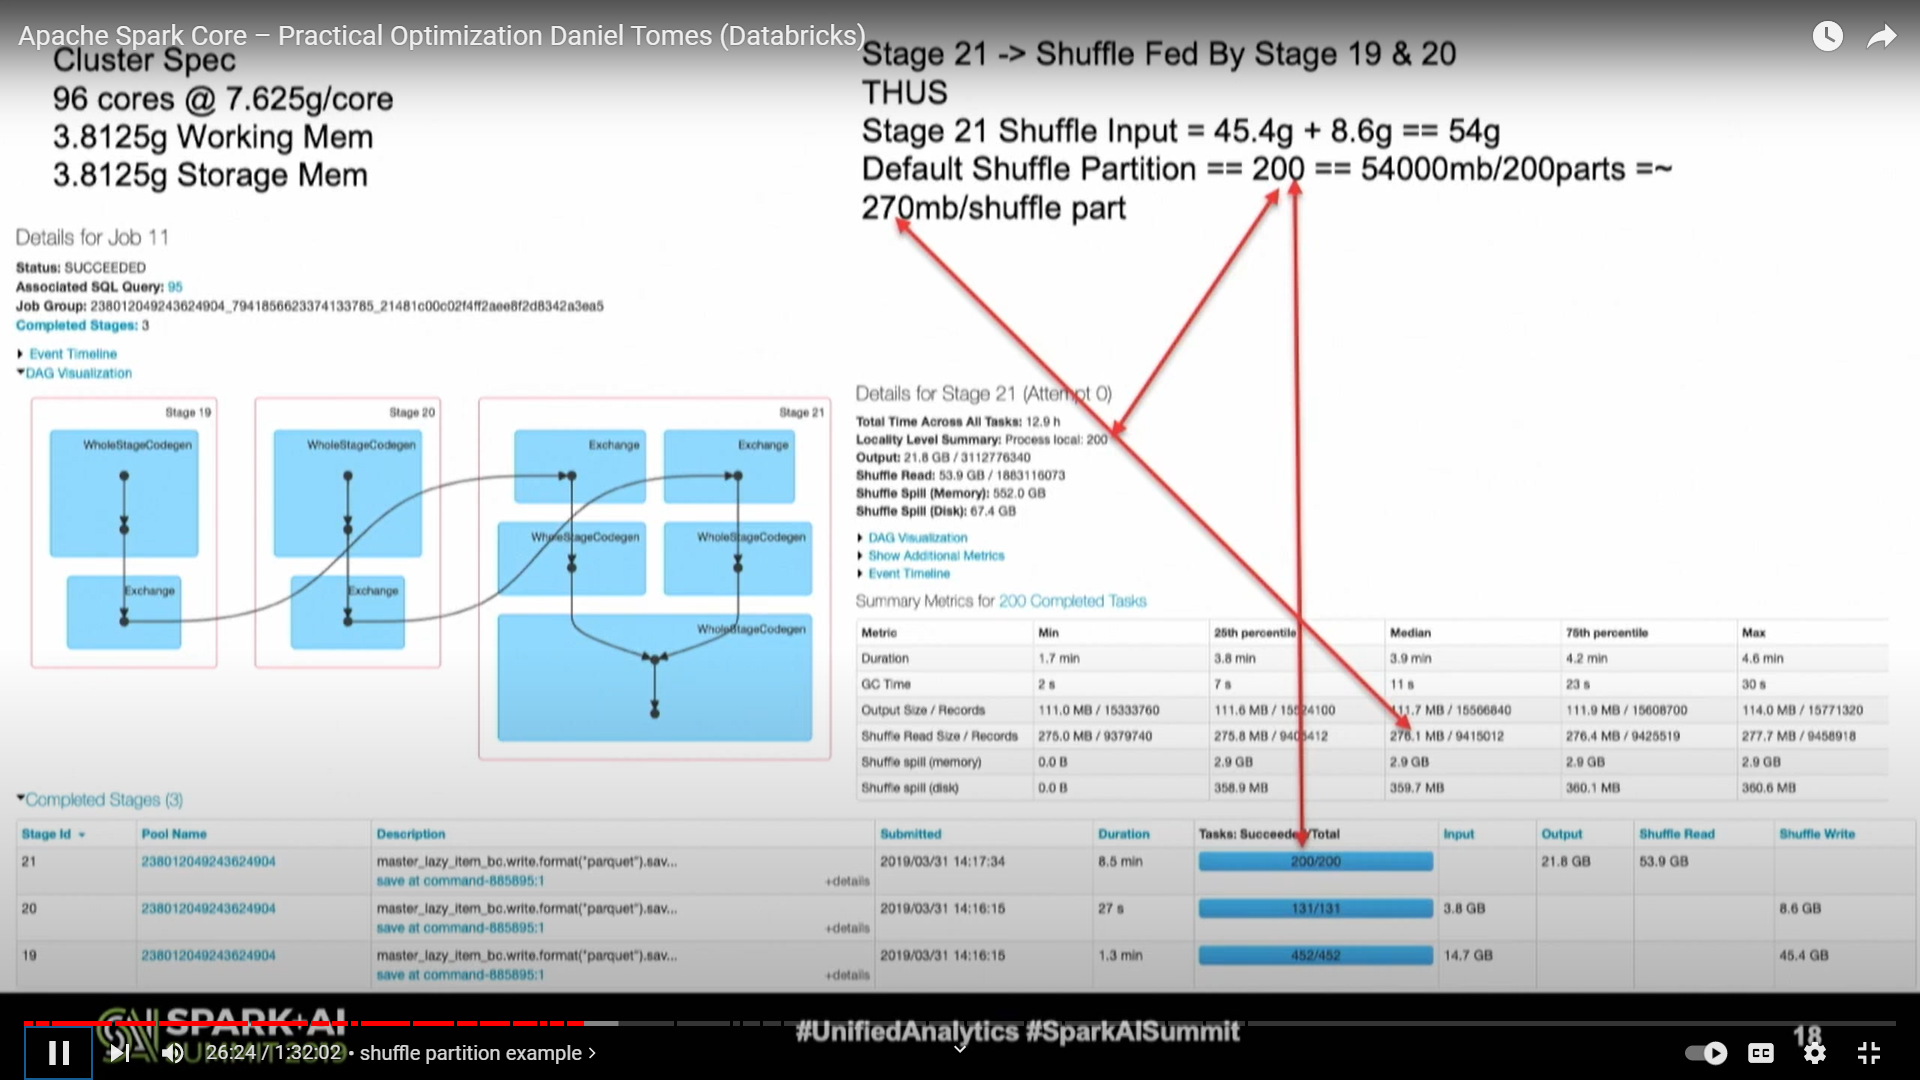 Apache Spark Core – Practical Optimization Daniel Tomes (Databricks)
Cluster Spec
96 cores @ 7.625g/core
3.8125g Working Mem
3.8125g Storage Mem
Stage 21 -> Shuffle Fed By Stage 19 & 20
THUS
Stage 21 Shuffle Input = 45.4g + 8.6g == 54g
Default Shuffle Partition == 200 == 54000mb/200parts =~
270mb/shuffle part
Details for Job 11
Status: SUCCEEDED
Associated SQL Query: 95
Job Group: 238012049243624904_7941856623374133785_21481c00c02f4ff2aee8f2d8342a3ea5
Completed Stages: 3
Event Timeline
DAG Visualization
Stage 19
WholeStageCodegen
Exchange
Stage 20
WholeStageCodegen
Exchange
Stage 21
Exchange Exchange
WholeStageCodegen WholeStageCodegen
WholeStageCodegen
Details for Stage 21 (Attempt 0)
Total Time Across All Tasks: 12.9 h
Locality Level Summary: Process local: 200
Output: 21.8 GB / 3112776340
Shuffle Read: 53.9 GB / 1883116073
Shuffle Spill (Memory): 552.0 GB
Shuffle Spill (Disk): 67.4 GB
DAG Visualization
Show Additional Metrics
Event Timeline
Summary Metrics for 200 Completed Tasks
Metric Min 25th percentile Median 75th percentile Max
Duration 1.7 min 3.8 min 3.9 min 4.2 min 4.6 min
GC Time 2 s 7 s 11 s 23 s 30 s
Output Size / Records 111.0 MB / 15333760 111.6 MB / 111.7 MB / 15566840 111.9 MB / 15608700 114.0 MB / 15771320
Shuffle Read Size / Records 275.0 MB / 9379740 275.8 MB / 276.1 MB / 9415012 276.4 MB / 9425519 277.7 MB / 9458918
Shuffle spill (memory) 0.0 B 2.9 GB 2.9 GB 2.9 GB 2.9 GB
Shuffle spill (disk) 0.0 B 358.9 MB 359.7 MB 360.1 MB 360.6 MB
Completed Stages (3)
Stage Id Pool Name Description Submitted Duration Tasks: Succeeded/Total Input Output Shuffle Read Shuffle Write
21 238012049243624904 master_lazy_item_bc.write.format("parquet").sav... 2019/03/31 14:17:34 8.5 min 200/200 21.8 GB 53.9 GB
save at command-885895:1 +details
20 238012049243624904 master_lazy_item_bc.write.format("parquet").sav... 2019/03/31 14:16:15 27 s 131/131 3.8 GB 8.6 GB
save at command-885895:1 +details
19 238012049243624904 master_lazy_item_bc.write.format("parquet").sav... 2019/03/31 14:16:15 1.3 min 452/452 14.7 GB 45.4 GB
save at command-885895:1 +details
SPARK+AI
SUMMIT 2019
#UnifiedAnalytics #SparkAISummit
18
26:24 / 1:32:02 • shuffle partition example >
CC